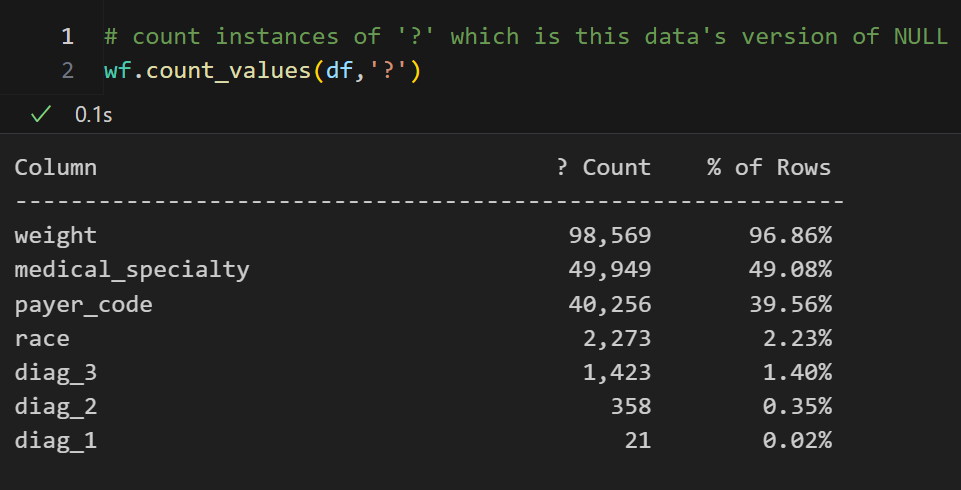 1 # count instances of '?' which is this data's version of NULL
2 wf.count_values(df,'?')
0.1s
Column ? Count % of Rows
------------------------------------------------------------
weight 98,569 96.86%
medical_specialty 49,949 49.08%
payer_code 40,256 39.56%
race 2,273 2.23%
diag_3 1,423 1.40%
diag_2 358 0.35%
diag_1 21 0.02%